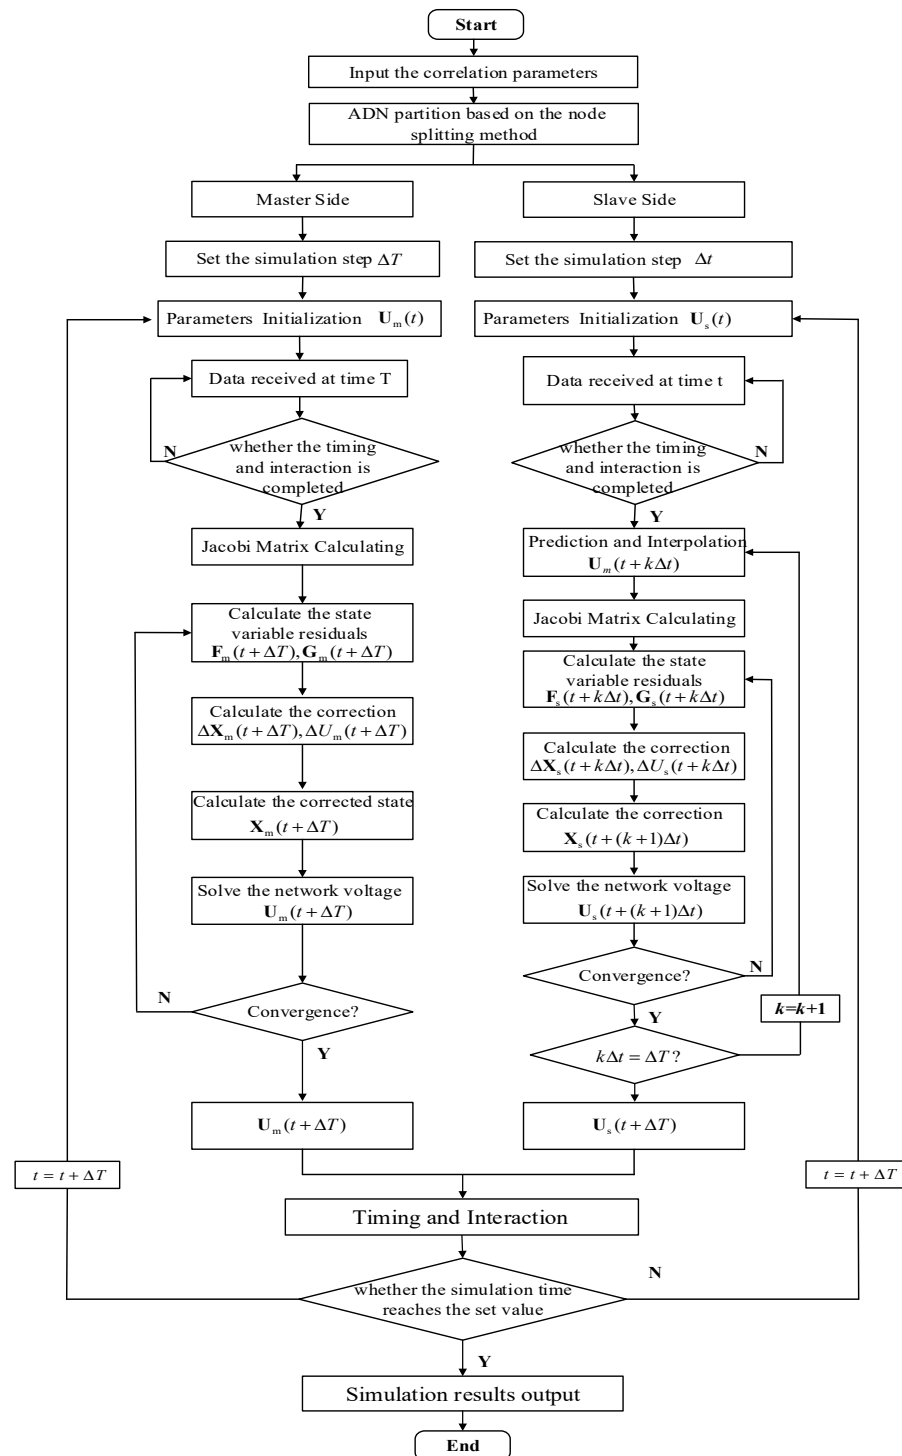 Start
Input the correlation parameters
ADN partition based on the node
splitting method
Master Side
Slave Side
Set the simulation step ΔT
Set the simulation step Δt
Parameters Initialization U_m(t)
Parameters Initialization U_s(t)
Data received at time T
Data received at time t
N
whether the timing
and interaction is
completed
whether the timing
and interaction is
completed
N
Y
Y
Jacobi Matrix Calculating
Prediction and Interpolation
U_m(t+kΔt)
Jacobi Matrix Calculating
Calculate the state
variable residuals
F_m(t+ΔT),G_m(t+ΔT)
Calculate the state
variable residuals
F_s(t+kΔt),G_s(t+kΔt)
Calculate the correction
ΔX_m(t+ΔT),ΔU_m(t+ΔT)
Calculate the correction
ΔX_s(t+kΔt),ΔU_s(t+kΔt)
Calculate the corrected state
X_m(t+ΔT)
Calculate the correction
X_s(t+(k+1)Δt)
Solve the network voltage
U_m(t+ΔT)
Solve the network voltage
U_s(t+(k+1)Δt)
N
Convergence?
Convergence?
N
Y
Y
k=k+1
kΔt=ΔT?
U_m(t+ΔT)
U_s(t+ΔT)
t=t+ΔT
t=t+ΔT
Timing and Interaction
whether the simulation time
reaches the set value
N
Y
Simulation results output
End